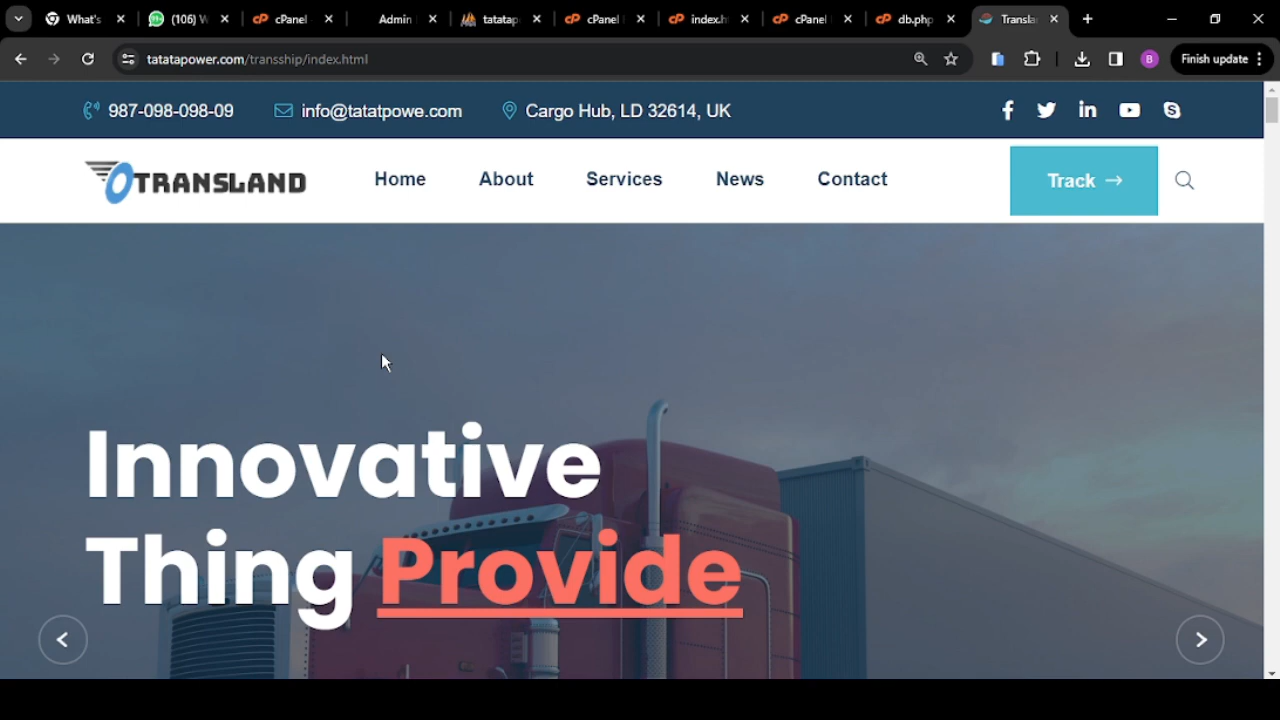 What's
(106) W
cPanel
Admin
tatatap
cPanel
index.h
cPanel
db.php
Transla
tatatapower.com/transship/index.html
B
Finish update
987-098-098-09
info@tatatpowe.com
Cargo Hub, LD 32614, UK
TRANSLAND
Home
About
Services
News
Contact
Track →
Innovative
Thing Provide